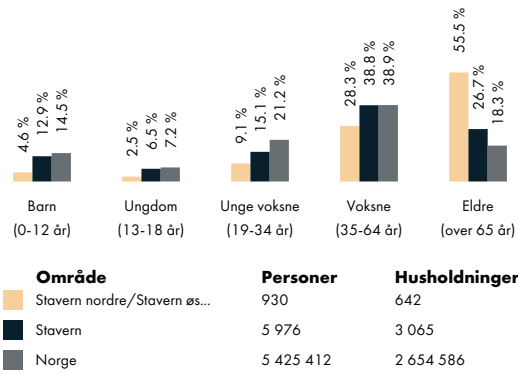 4.6 % 12.9 % 14.5 %
2.5 % 6.5 % 7.2 %
9.1 % 15.1 % 21.2 %
28.3 % 38.8 % 38.9 %
55.5 % 26.7 % 18.3 %
Barn
(0-12 år)
Ungdom
(13-18 år)
Unge voksne
(19-34 år)
Voksne
(35-64 år)
Eldre
(over 65 år)
Område Personer Husholdninger
Stavern nordre/Stavern øs... 930 642
Stavern 5 976 3 065
Norge 5 425 412 2 654 586